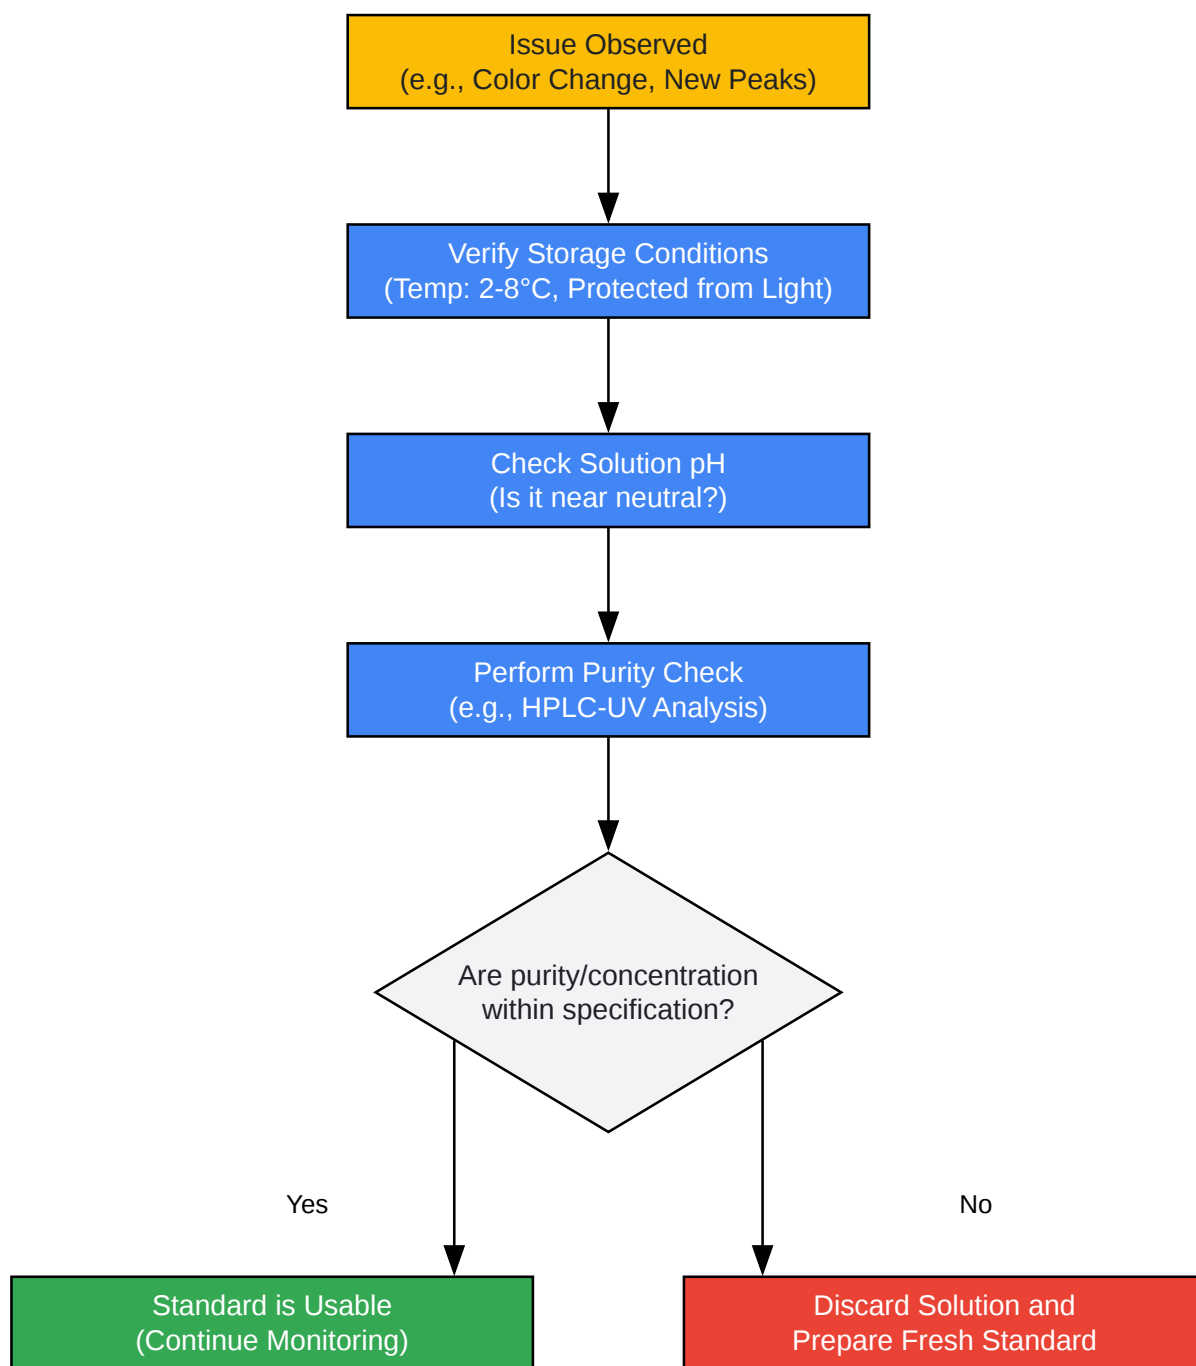 Issue Observed
(e.g., Color Change, New Peaks)
Verify Storage Conditions
(Temp: 2-8°C, Protected from Light)
Check Solution pH
(Is it near neutral?)
Perform Purity Check
(e.g., HPLC-UV Analysis)
Are purity/concentration
within specification?
Yes
No
Standard is Usable
(Continue Monitoring)
Discard Solution and
Prepare Fresh Standard